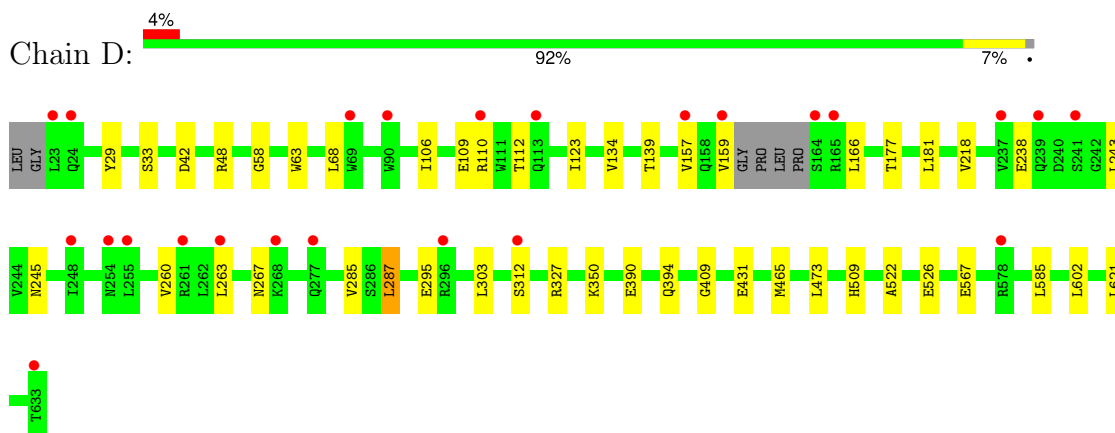 4%
Chain D:
92% 7% •
LEU GLY L23 Q24 Y29 S33 D42 R48 G58 W63 L68 W69 W90 I106 E109 R110 W111 T112 Q113 I123 V134 T139 V157 Q158 V159 GLY PRO LEU PRO S164 R165 L166 T177 L181 V218 V237 E238 Q239 D240 S241 G242 L243
V244 N245 I248 N254 L255 V260 R261 L262 L263 N267 K268 Q277 V285 S286 L287 E295 R296 L303 S312 R327 K350 E390 Q394 G409 E431 M465 L473 H509 A522 E526 E567 R578 L585 L602 L621
T633